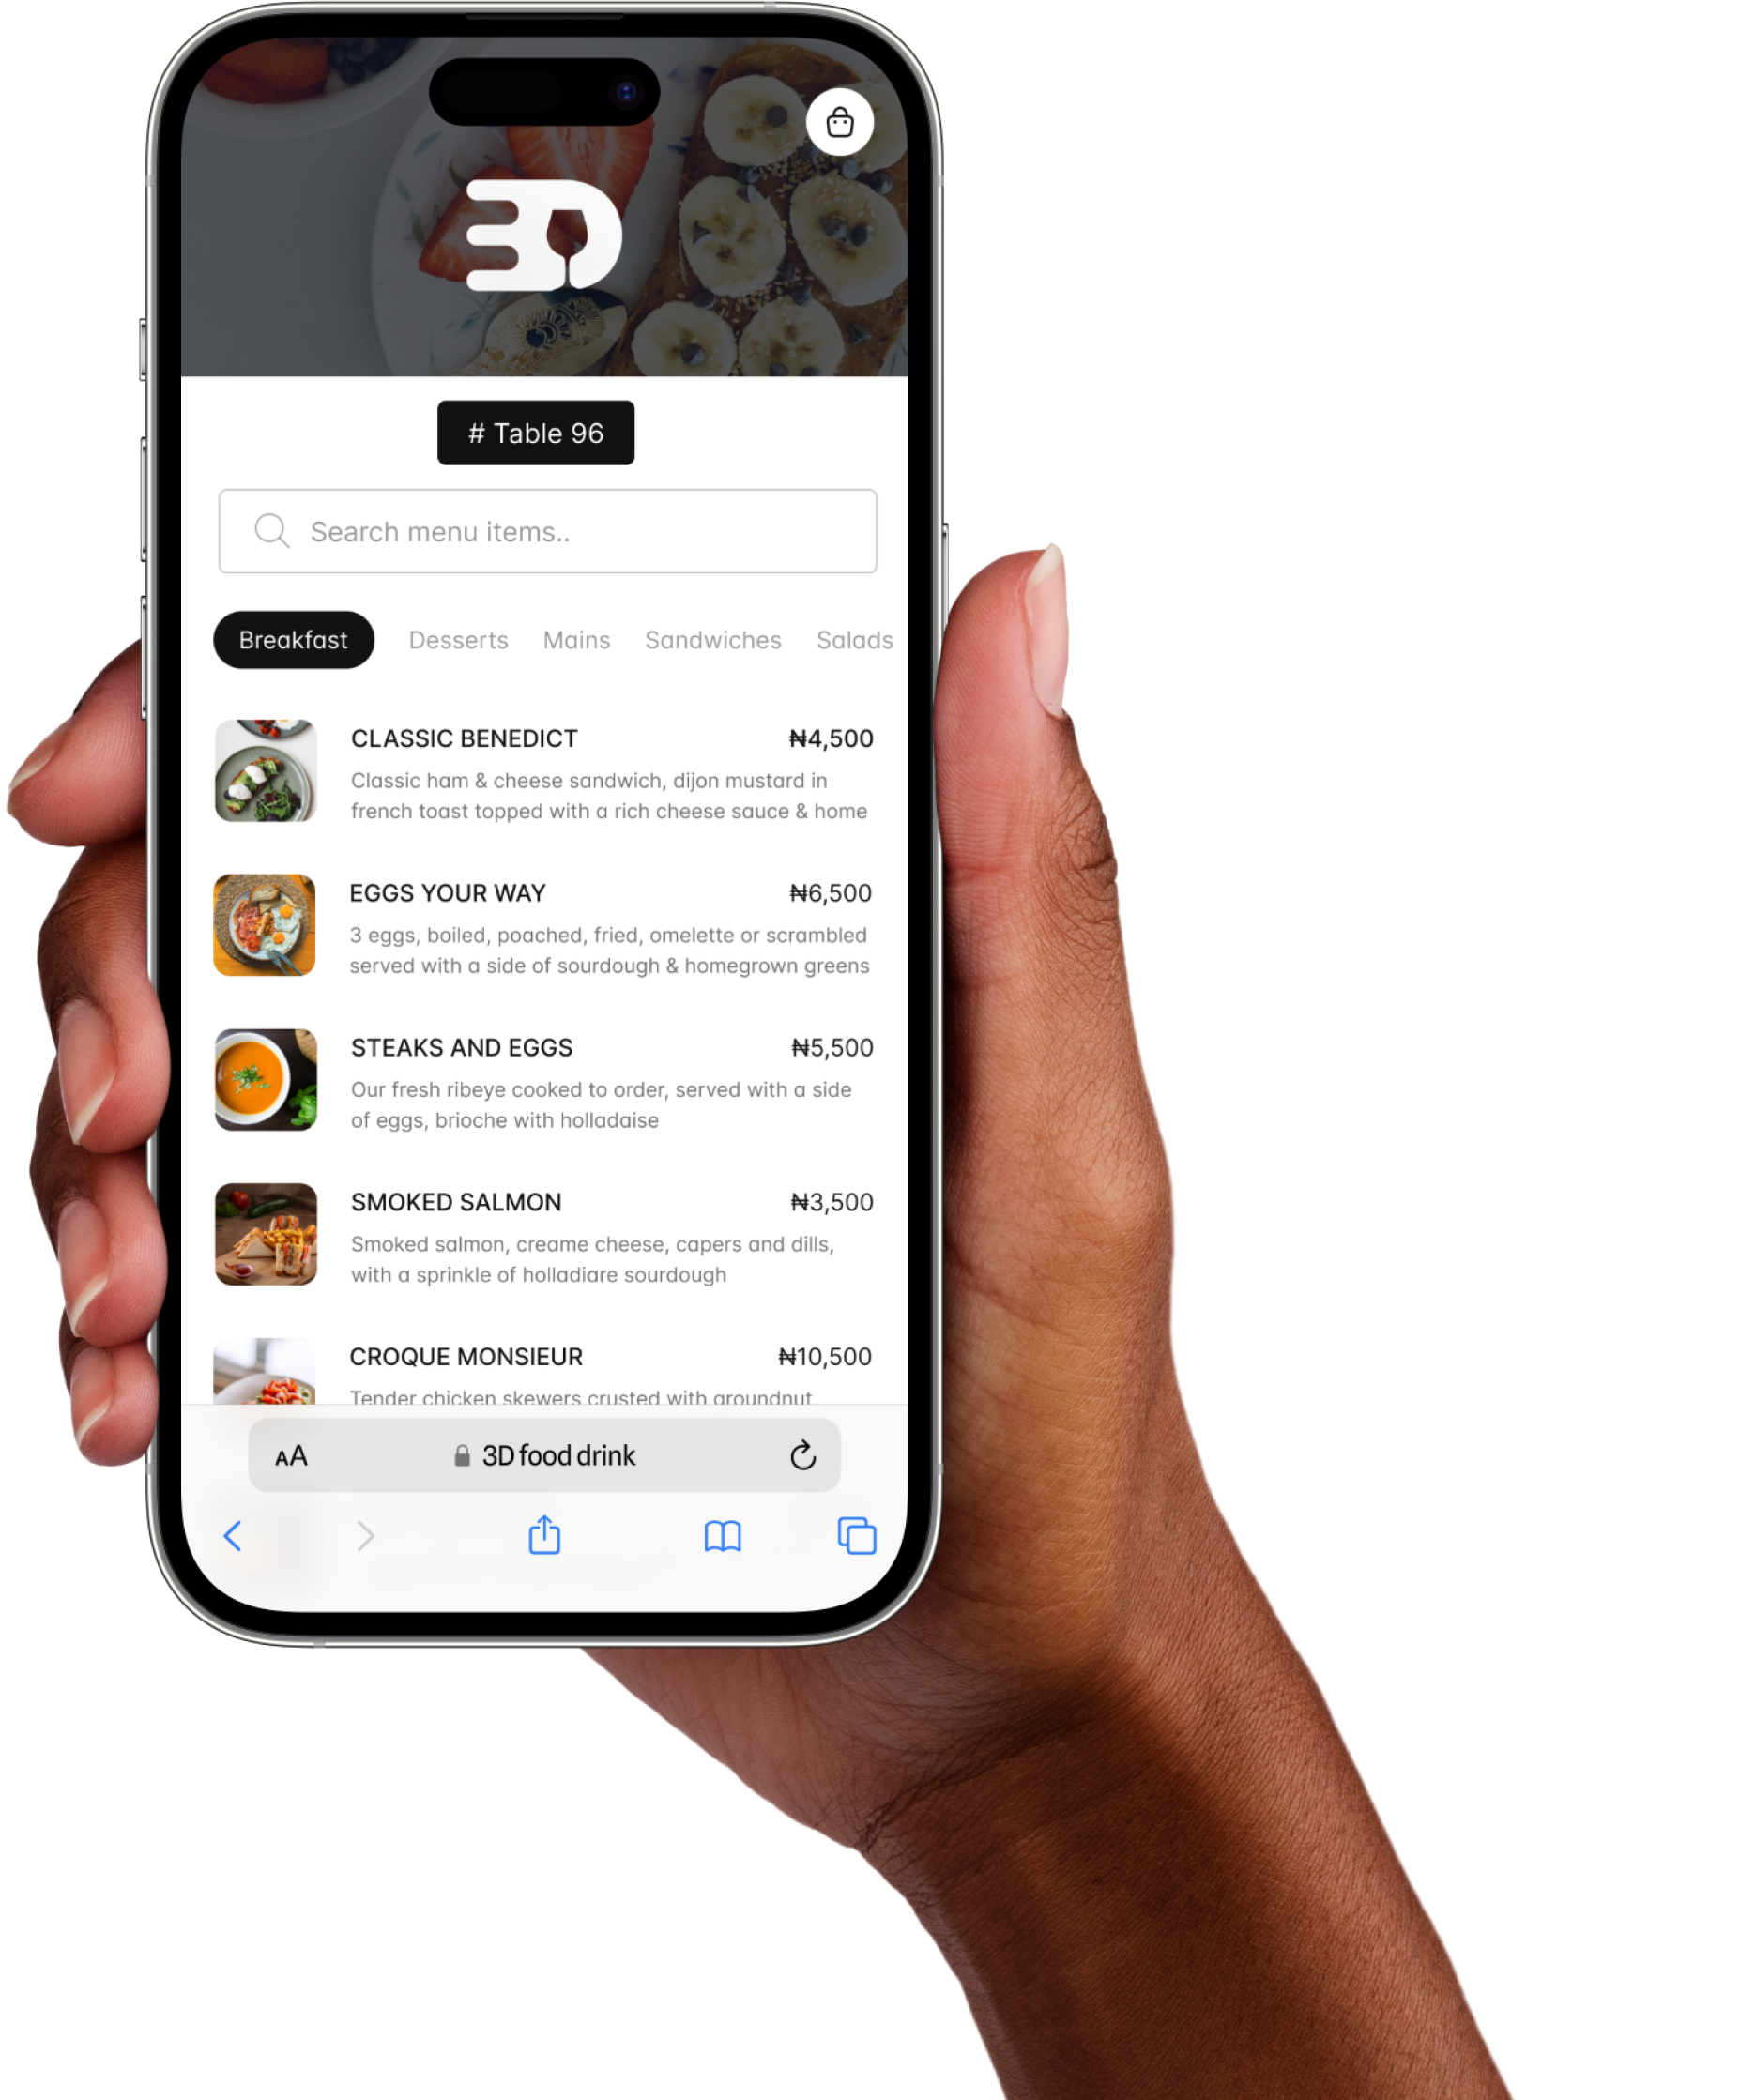 3D
# Table 96
Search menu items..
Breakfast Desserts Mains Sandwiches Salads
CLASSIC BENEDICT ₦4,500
Classic ham & cheese sandwich, dijon mustard in
french toast topped with a rich cheese sauce & home
EGGS YOUR WAY ₦6,500
3 eggs, boiled, poached, fried, omelette or scrambled
served with a side of sourdough & homegrown greens
STEAKS AND EGGS ₦5,500
Our fresh ribeye cooked to order, served with a side
of eggs, brioche with holladaise
SMOKED SALMON ₦3,500
Smoked salmon, creame cheese, capers and dills,
with a sprinkle of holladiare sourdough
CROQUE MONSIEUR ₦10,500
Tender chicken skewers crusted with groundnut,
AA 3D food drink